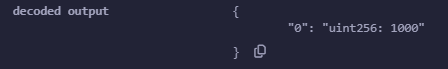 decoded output {
"0": "uint256: 1000"
}